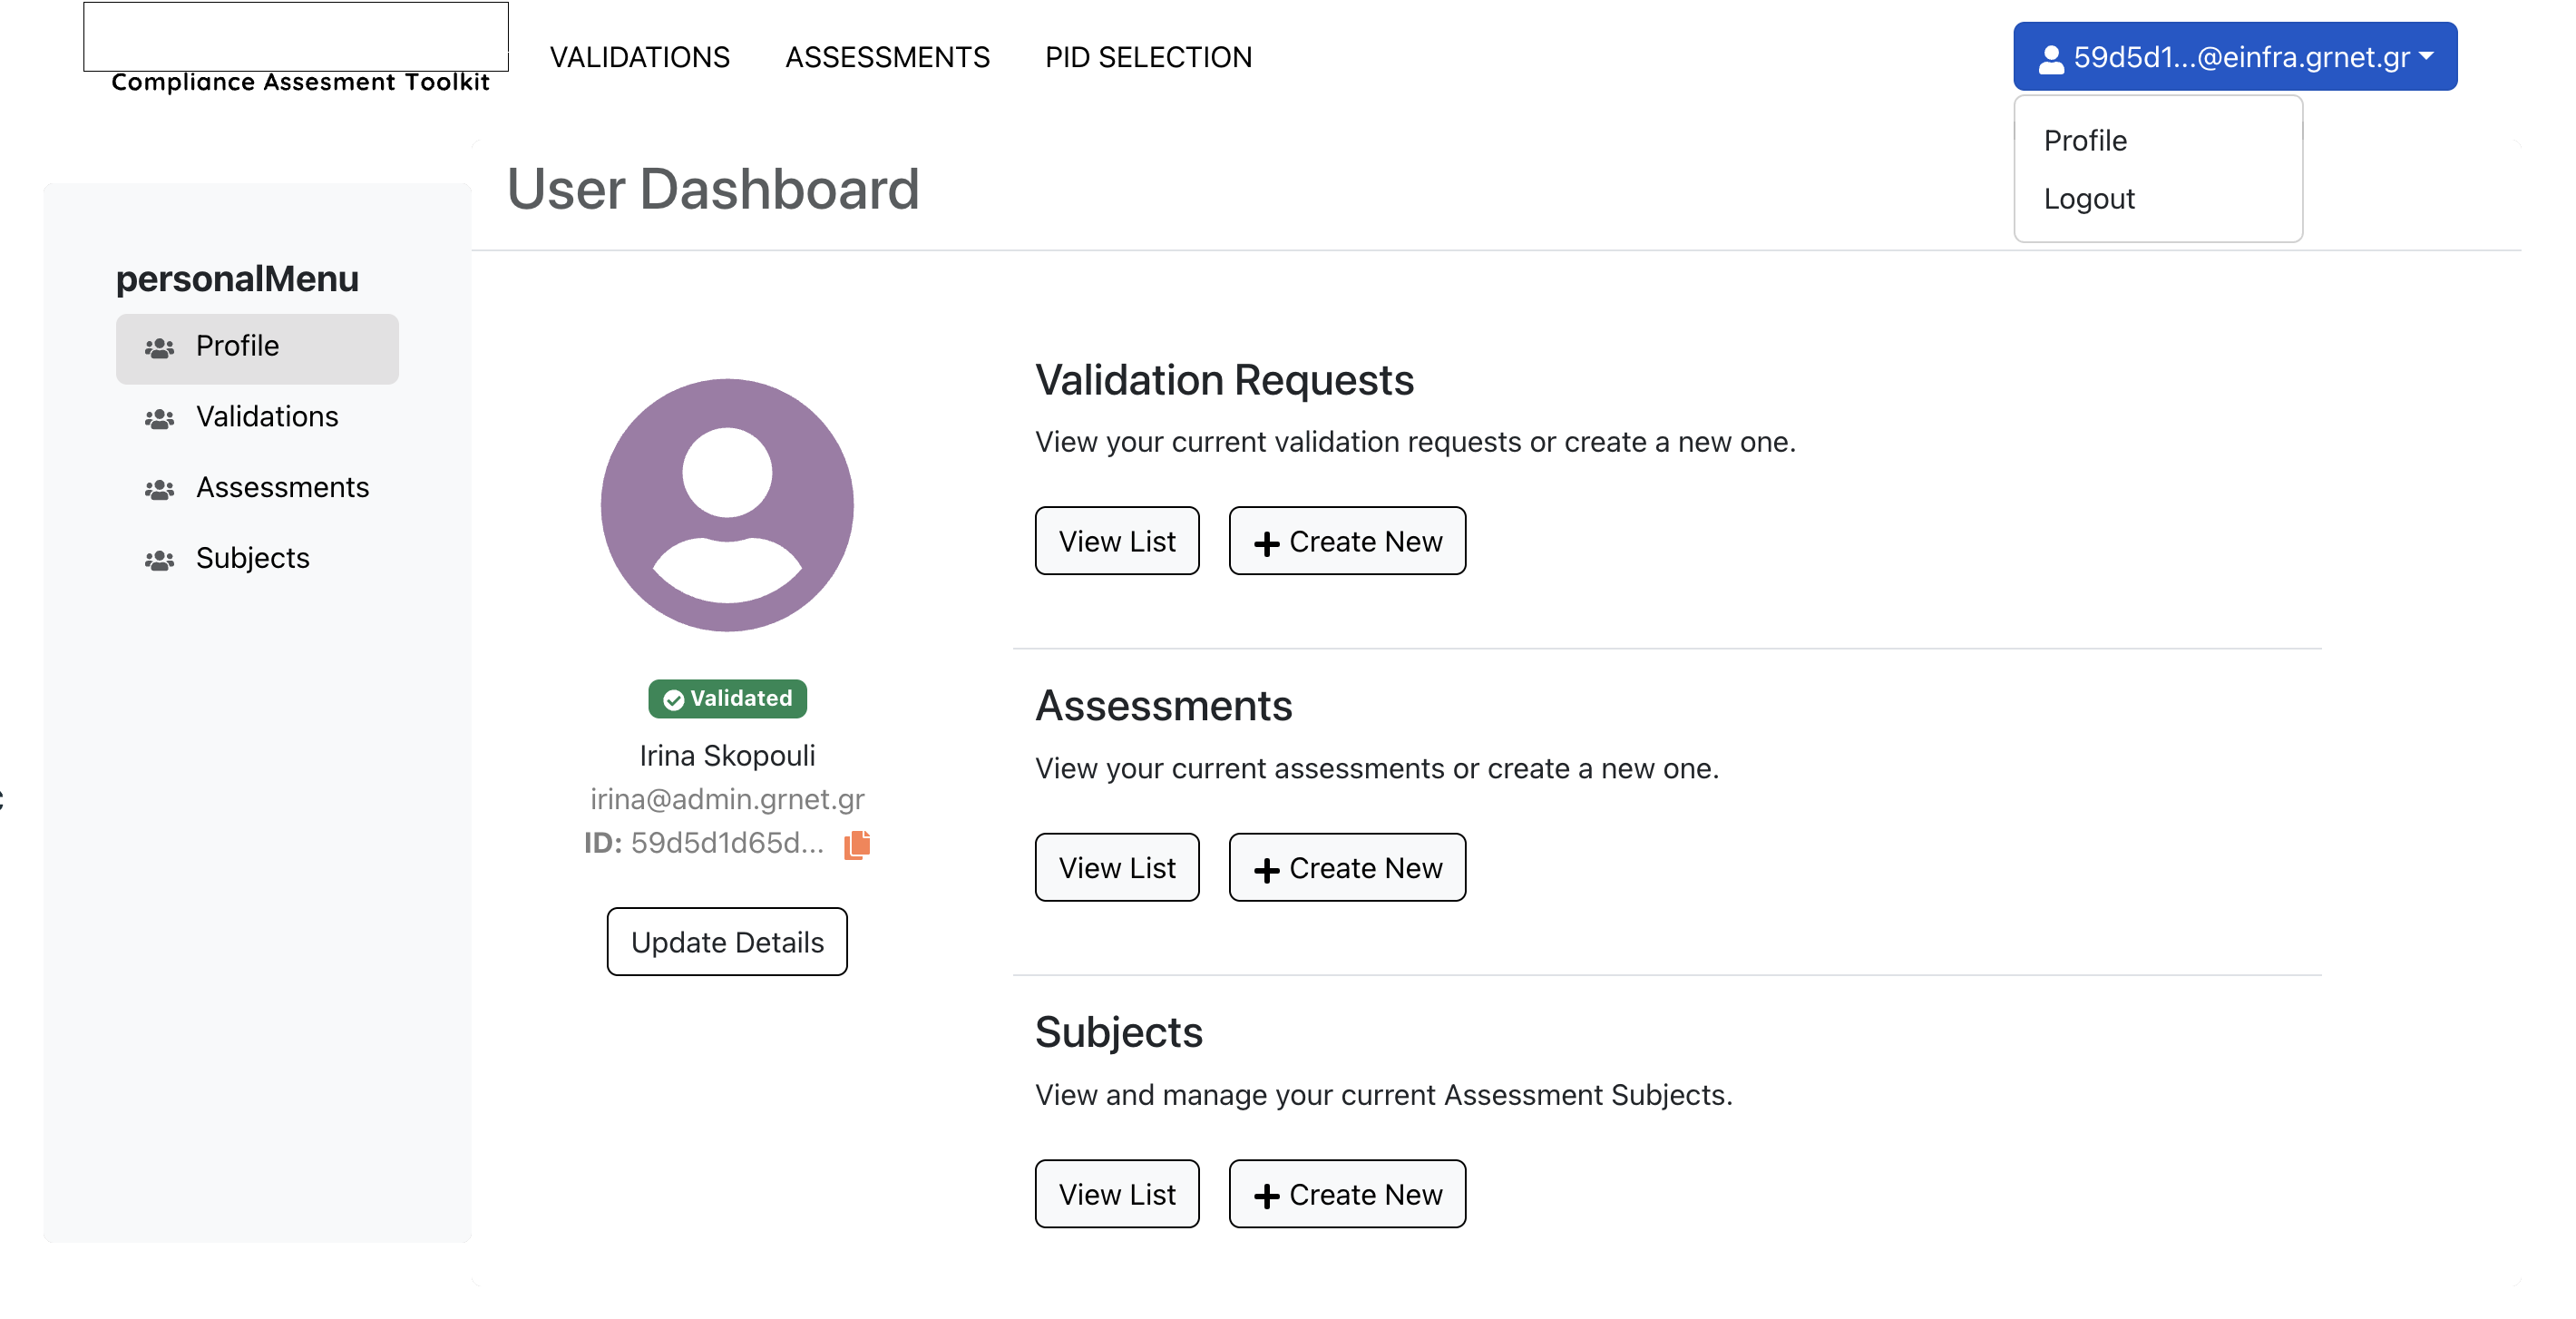 Compliance Assesment Toolkit
VALIDATIONS
ASSESSMENTS
PID SELECTION
59d5d1...@einfra.grnet.gr
Profile
Logout
User Dashboard
personalMenu
Profile
Validations
Assessments
Subjects
Validated
Irina Skopouli
irina@admin.grnet.gr
ID: 59d5d1d65d...
Update Details
Validation Requests
View your current validation requests or create a new one.
View List
Create New
Assessments
View your current assessments or create a new one.
View List
Create New
Subjects
View and manage your current Assessment Subjects.
View List
Create New